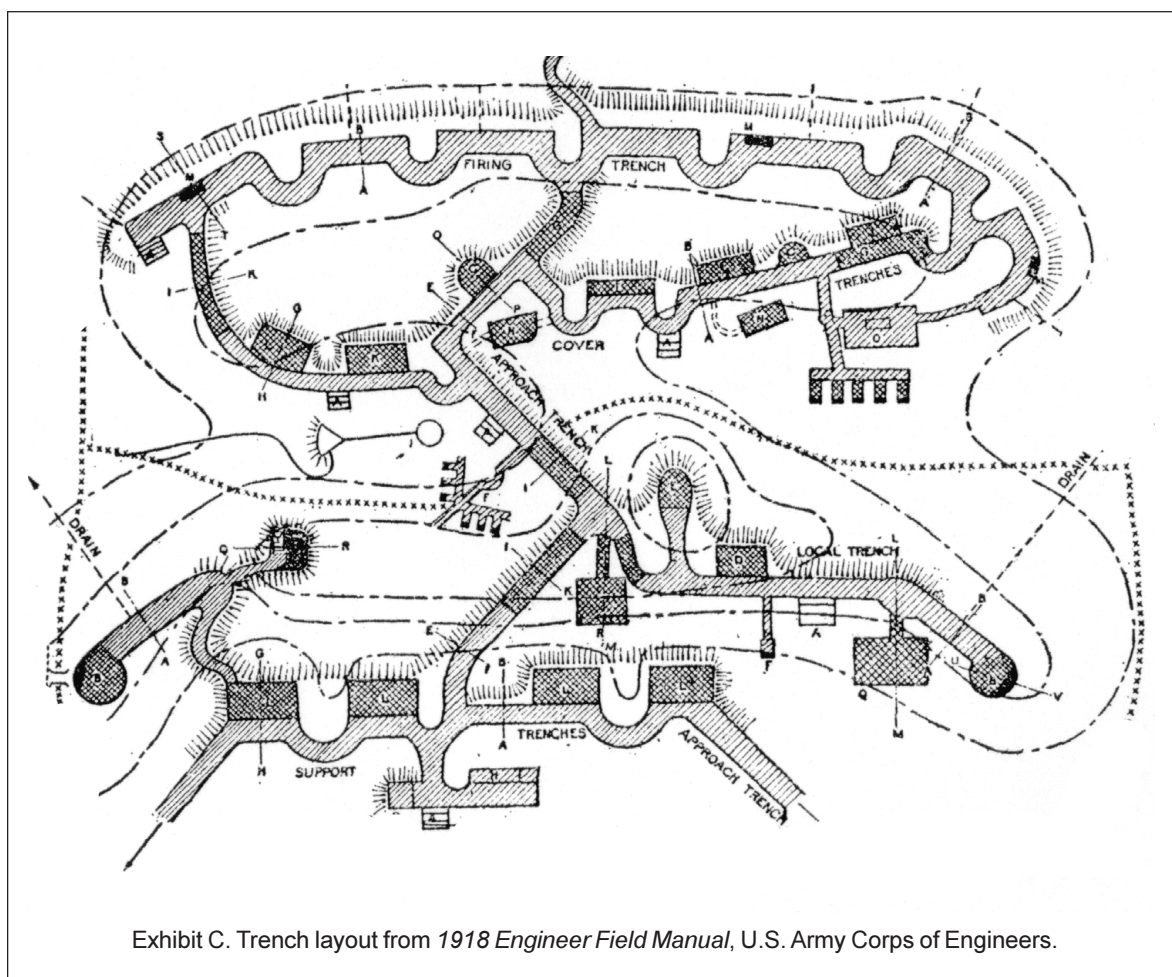 S
B
M
B
M
FIRING
TRENCH
A
A
A
T
G
K
O
B
TRENCHES
I
E
P
N
N
G
COVER
A
A
O
H
K
A
APPROACH TRENCH
A
K
I
L
F
DRAIN
DRAIN
R
D
LOCAL TRENCH
L
B
B
K
E
R
A
F
M
A
G
B
U
V
Q
L
L
L
M
H
TRENCHES
A
SUPPORT
APPROACH TRENCH
H
A
Exhibit C. Trench layout from 1918 Engineer Field Manual, U.S. Army Corps of Engineers.